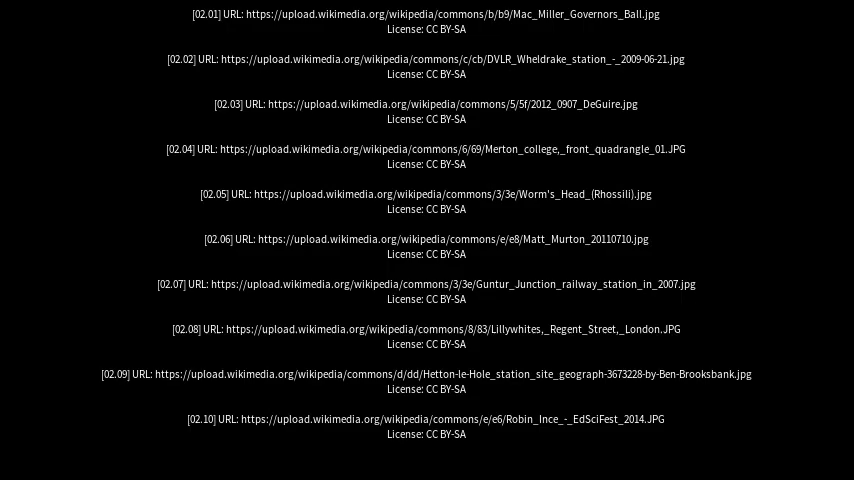 [02.01] URL: https://upload.wikimedia.org/wikipedia/commons/b/b9/Mac_Miller_Governors_Ball.jpg
License: CC BY-SA
[02.02] URL: https://upload.wikimedia.org/wikipedia/commons/c/cb/DVLR_Wheldrake_station_-_2009-06-21.jpg
License: CC BY-SA
[02.03] URL: https://upload.wikimedia.org/wikipedia/commons/5/5f/2012_0907_DeGuire.jpg
License: CC BY-SA
[02.04] URL: https://upload.wikimedia.org/wikipedia/commons/6/69/Merton_college,_front_quadrangle_01.JPG
License: CC BY-SA
[02.05] URL: https://upload.wikimedia.org/wikipedia/commons/3/3e/Worm's_Head_(Rhossili).jpg
License: CC BY-SA
[02.06] URL: https://upload.wikimedia.org/wikipedia/commons/e/e8/Matt_Murton_20110710.jpg
License: CC BY-SA
[02.07] URL: https://upload.wikimedia.org/wikipedia/commons/3/3e/Guntur_Junction_railway_station_in_2007.jpg
License: CC BY-SA
[02.08] URL: https://upload.wikimedia.org/wikipedia/commons/8/83/Lillywhites,_Regent_Street,_London.JPG
License: CC BY-SA
[02.09] URL: https://upload.wikimedia.org/wikipedia/commons/d/dd/Hetton-le-Hole_station_site_geograph-3673228-by-Ben-Brooksbank.jpg
License: CC BY-SA
[02.10] URL: https://upload.wikimedia.org/wikipedia/commons/e/e6/Robin_Ince_-_EdSciFest_2014.JPG
License: CC BY-SA